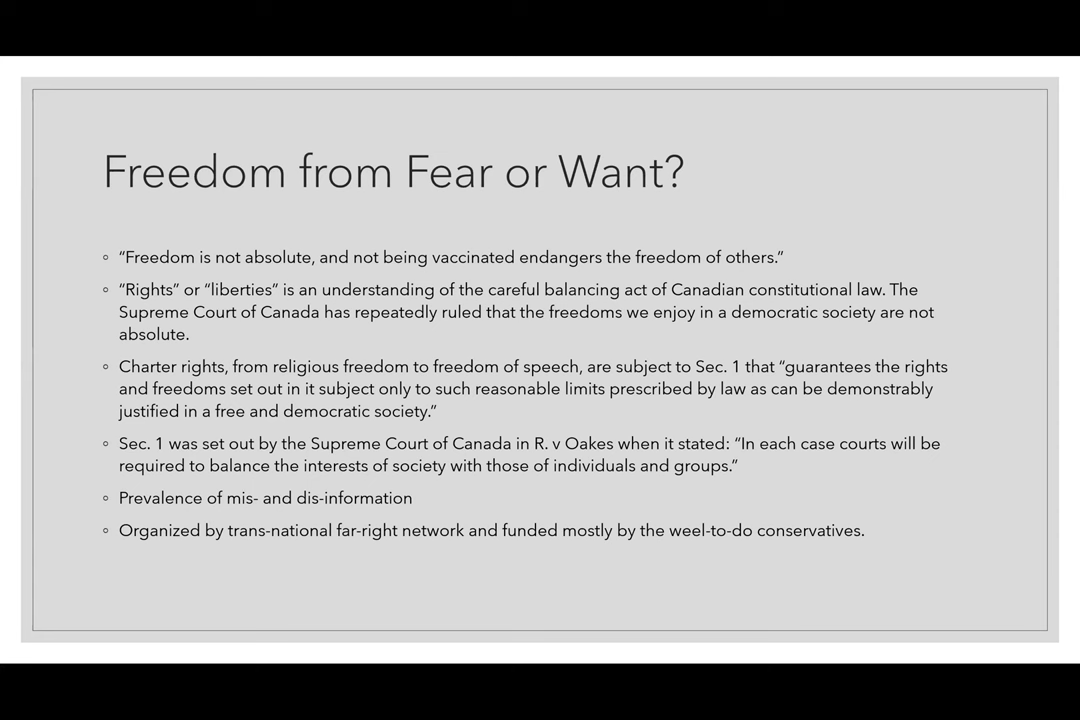 Freedom from Fear or Want?
◦ “Freedom is not absolute, and not being vaccinated endangers the freedom of others.”
◦ “Rights” or “liberties” is an understanding of the careful balancing act of Canadian constitutional law. The
Supreme Court of Canada has repeatedly ruled that the freedoms we enjoy in a democratic society are not
absolute.
◦ Charter rights, from religious freedom to freedom of speech, are subject to Sec. 1 that “guarantees the rights
and freedoms set out in it subject only to such reasonable limits prescribed by law as can be demonstrably
justified in a free and democratic society.”
◦ Sec. 1 was set out by the Supreme Court of Canada in R. v Oakes when it stated: “In each case courts will be
required to balance the interests of society with those of individuals and groups.”
◦ Prevalence of mis- and dis-information
◦ Organized by trans-national far-right network and funded mostly by the weel-to-do conservatives.